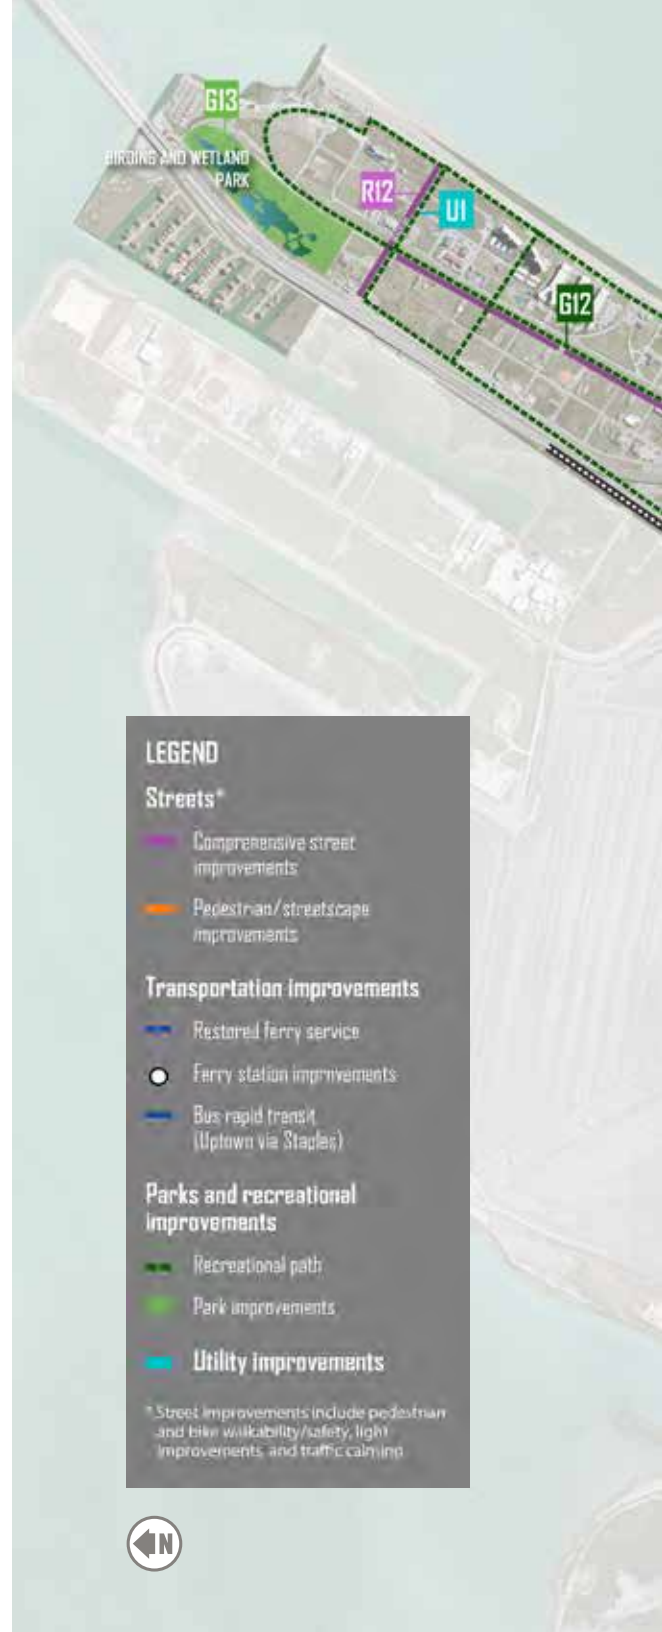 G13
BIRDING AND WETLAND
PARK
R12
U1
G12
LEGEND
Streets*
Comprehensive street
improvements
Pedestrian/streetscape
improvements
Transportation improvements
Restored ferry service
Ferry station improvements
Bus rapid transit
(Uptown via Staples)
Parks and recreational
improvements
Recreational path
Park improvements
Utility improvements
* Street improvements include pedestrian
and bike walkability/safety, light
improvements, and traffic calming
N